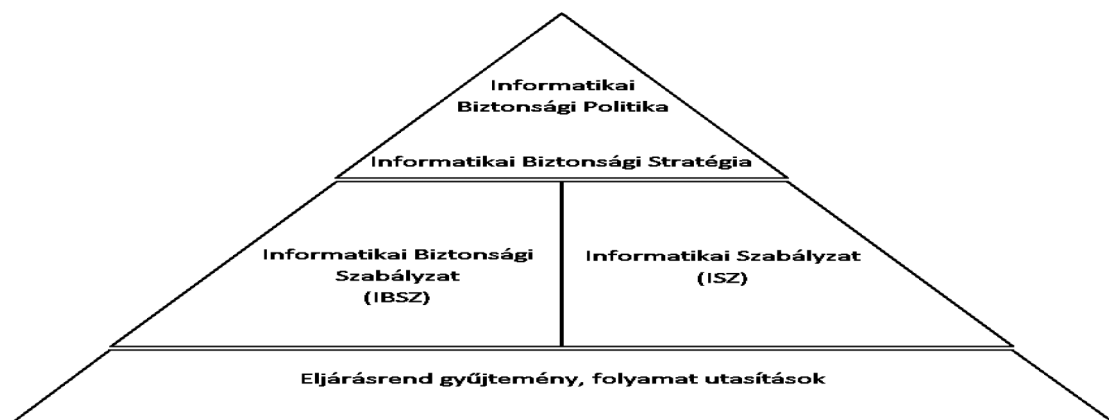 Informatikai
Biztonsági Politika
Informatikai Biztonsági Stratégia
Informatikai Biztonsági
Szabályzat
(IBSZ)
Informatikai Szabályzat
(ISZ)
Eljárásrend gyűjtemény, folyamat utasítások